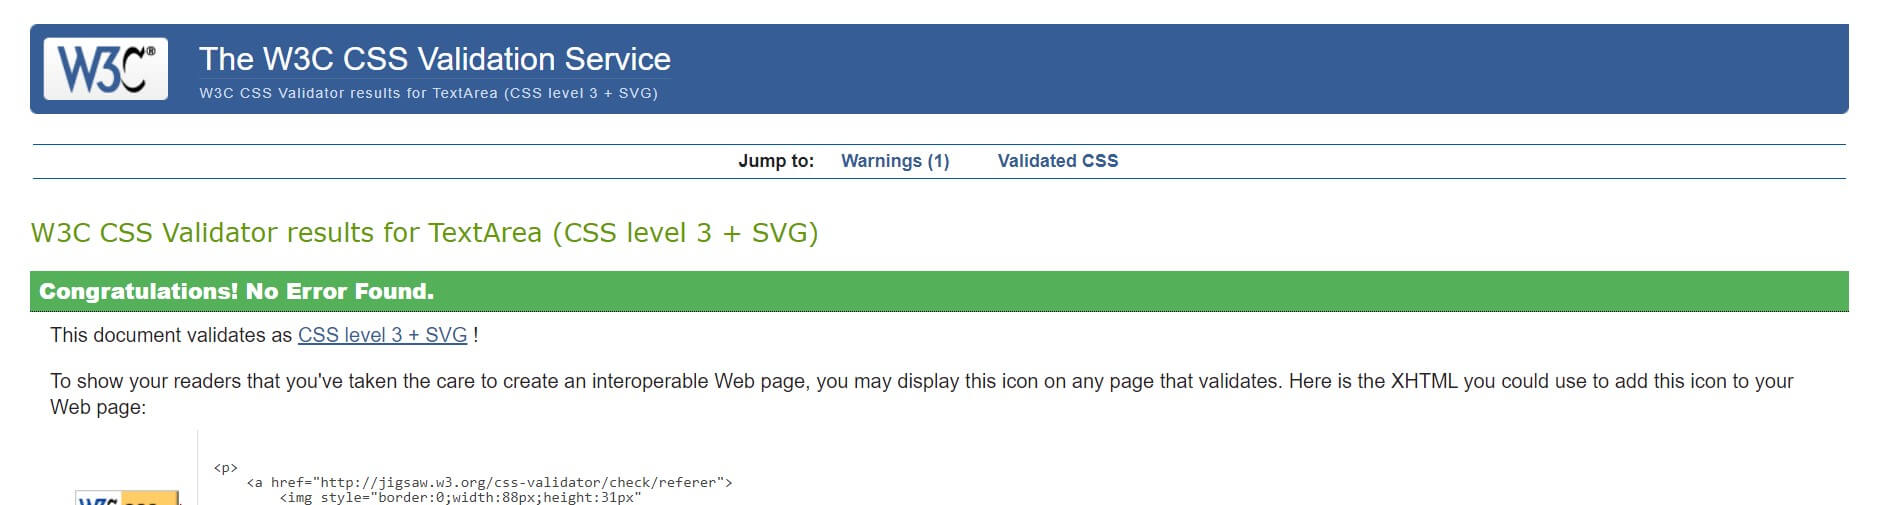 W3C®
The W3C CSS Validation Service
W3C CSS Validator results for TextArea (CSS level 3 + SVG)
Jump to: Warnings (1) Validated CSS
W3C CSS Validator results for TextArea (CSS level 3 + SVG)
Congratulations! No Error Found.
This document validates as CSS level 3 + SVG !
To show your readers that you've taken the care to create an interoperable Web page, you may display this icon on any page that validates. Here is the XHTML you could use to add this icon to your
Web page:
<p>
<a href="http://jigsaw.w3.org/css-validator/check/referer">
<img style="border:0;width:88px;height:31px"
W3C